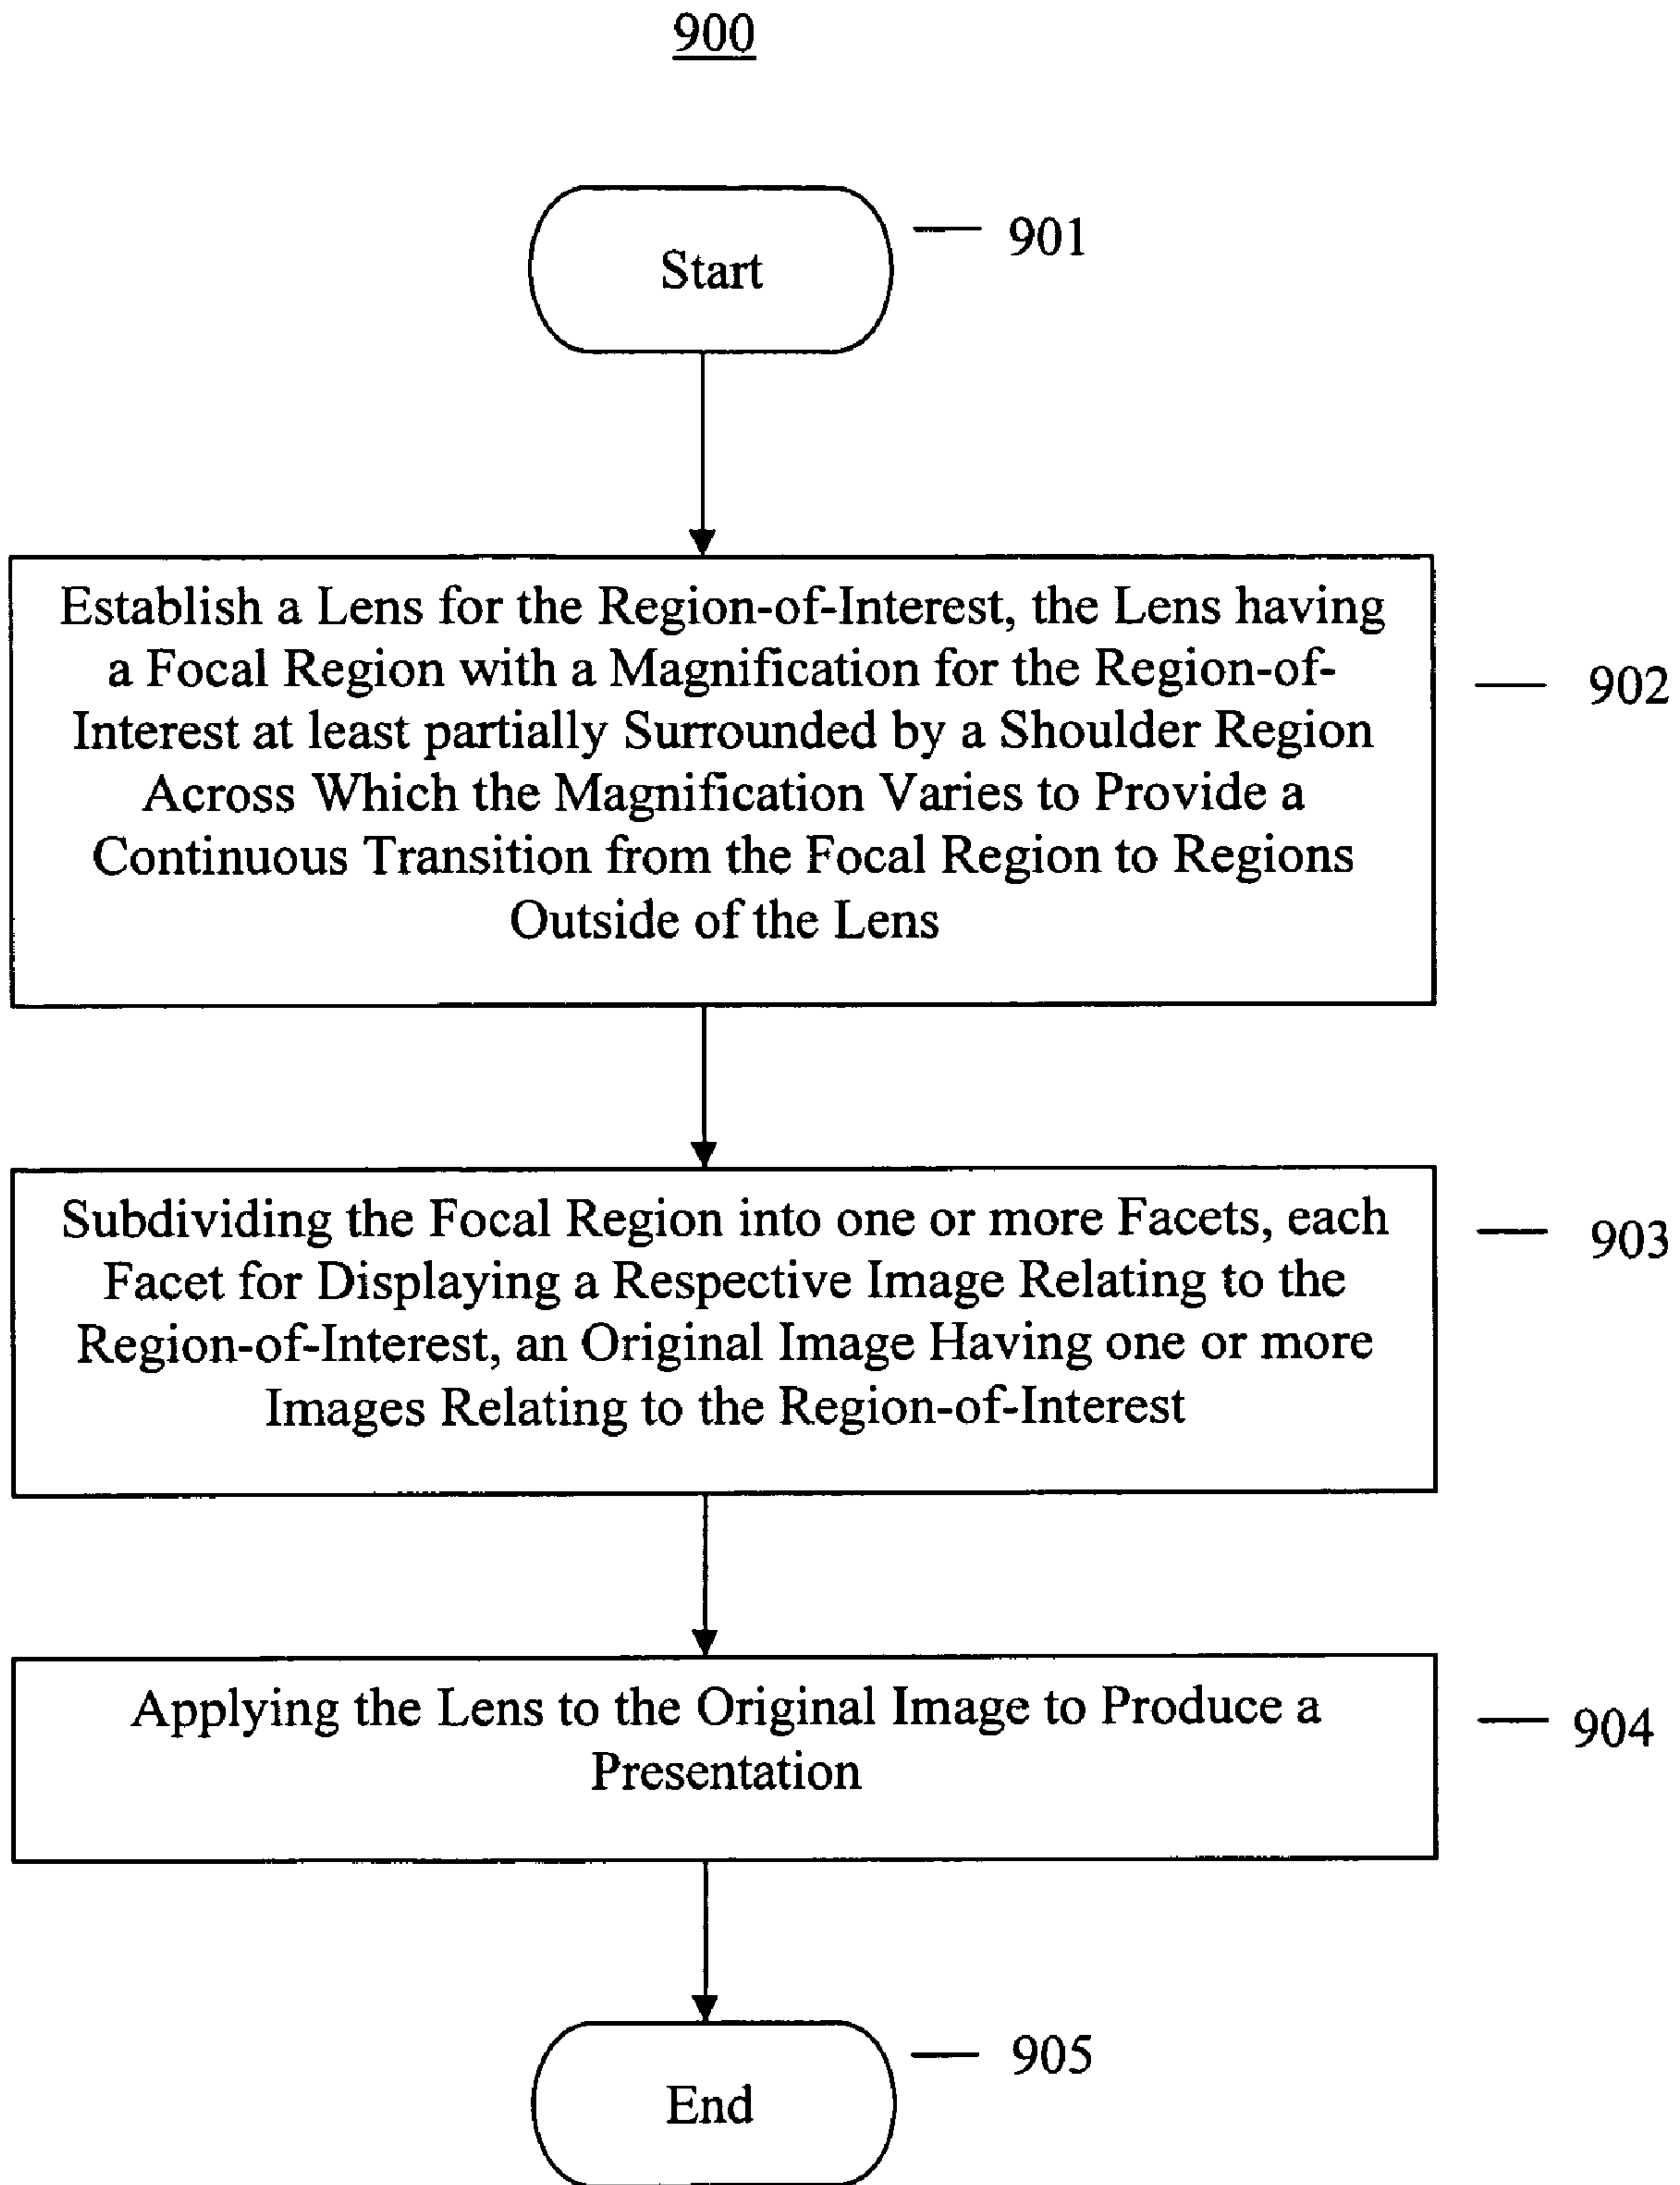 900
Start
901
Establish a Lens for the Region-of-Interest, the Lens having
a Focal Region with a Magnification for the Region-of-
Interest at least partially Surrounded by a Shoulder Region
Across Which the Magnification Varies to Provide a
Continuous Transition from the Focal Region to Regions
Outside of the Lens
902
Subdividing the Focal Region into one or more Facets, each
Facet for Displaying a Respective Image Relating to the
Region-of-Interest, an Original Image Having one or more
Images Relating to the Region-of-Interest
903
Applying the Lens to the Original Image to Produce a
Presentation
904
End
905